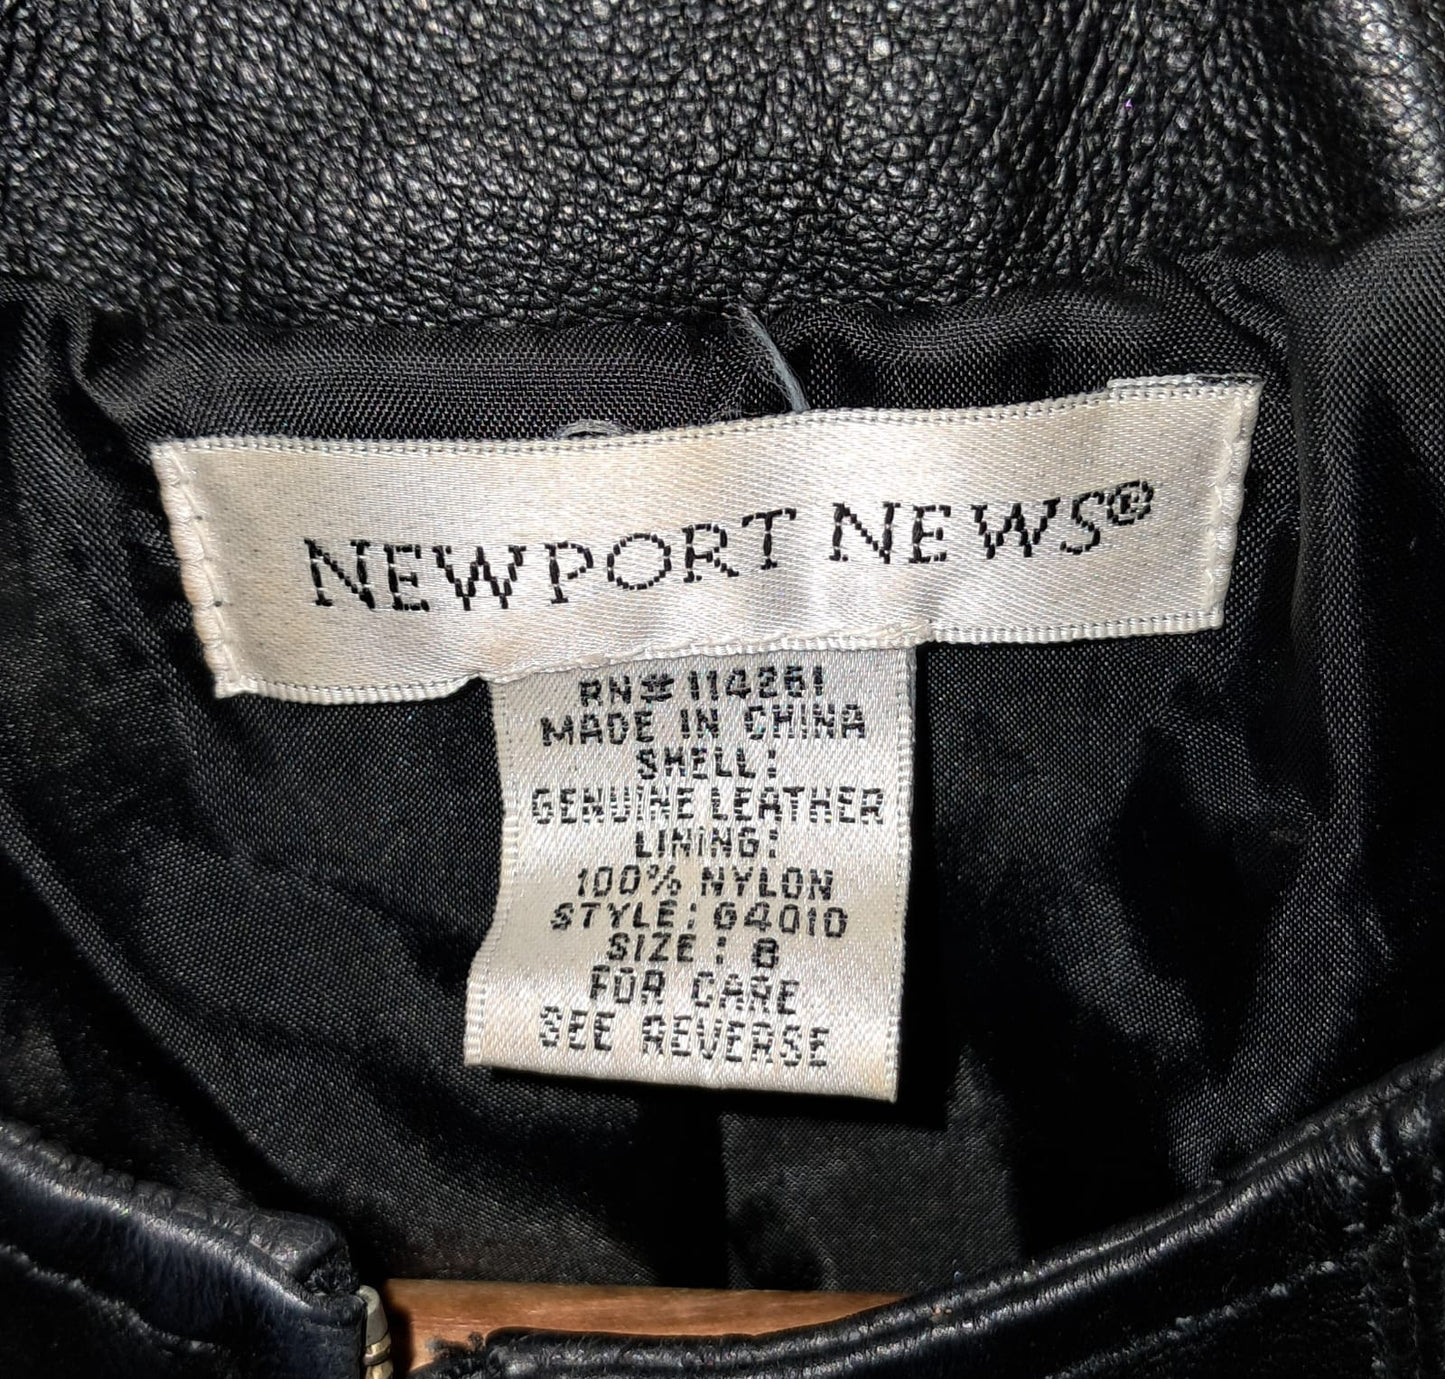 NEWPORT NEWS®
RN# 114261
MADE IN CHINA
SHELL:
GENUINE LEATHER
LINING:
100% NYLON
STYLE: G4010
SIZE: 8
FOR CARE
SEE REVERSE